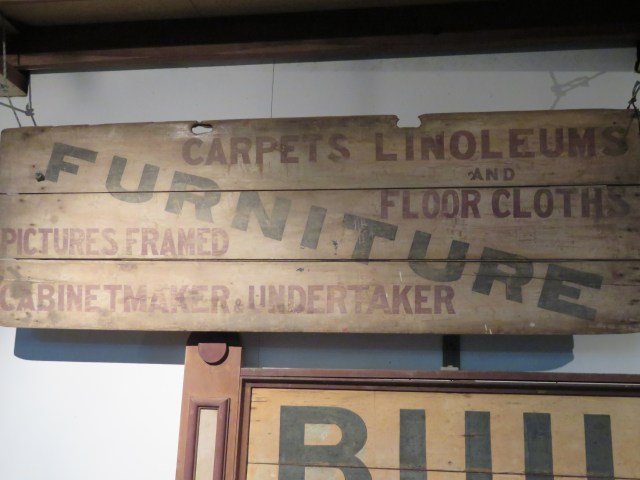 CARPETS LINOLEUMS
AND
FLOOR CLOTHS
FURNITURE
PICTURES FRAMED
CABINETMAKER & UNDERTAKER